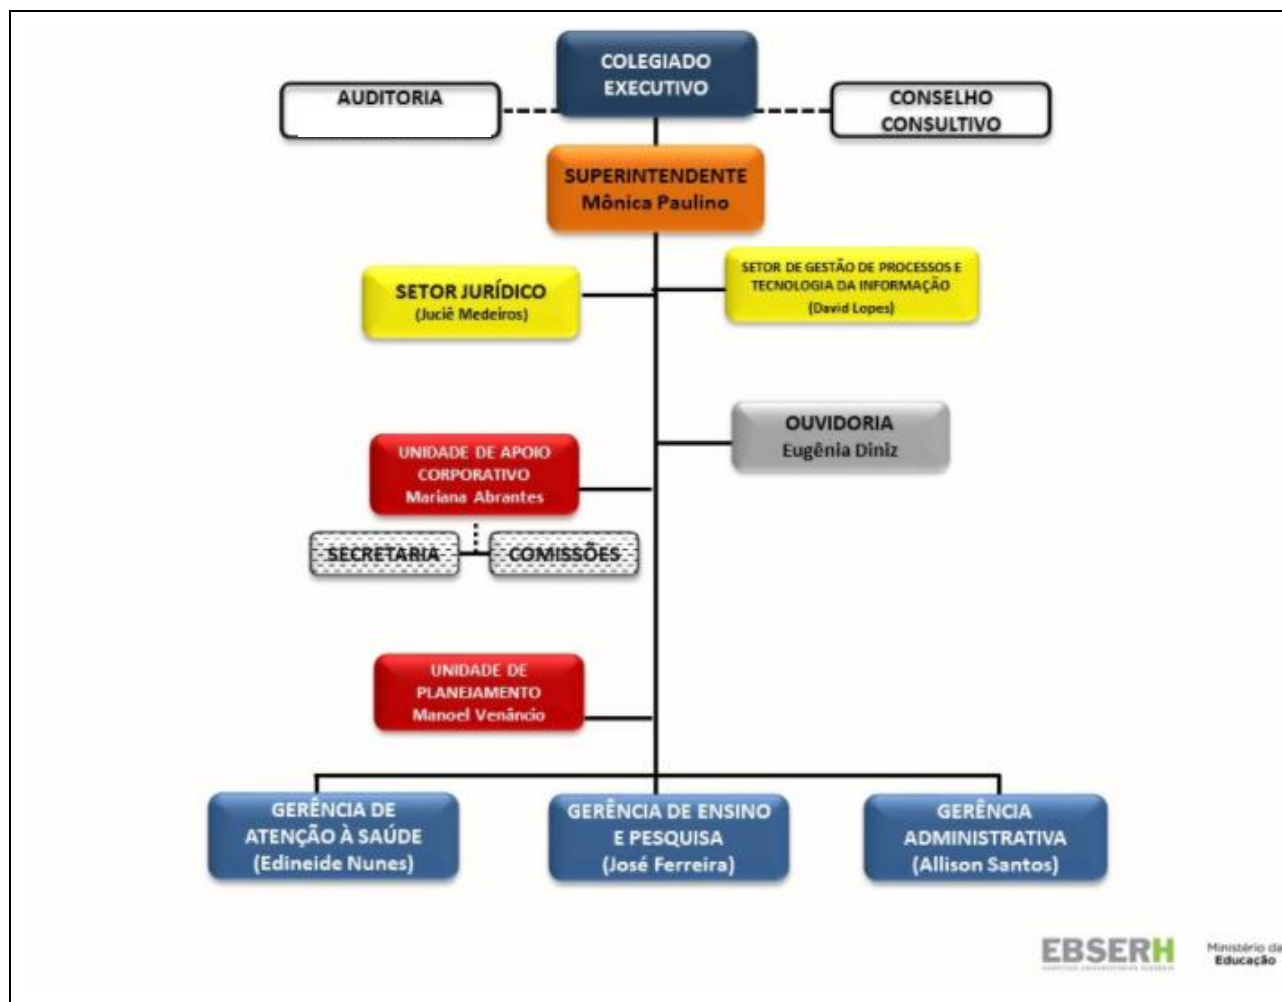 COLEGIADO
EXECUTIVO
AUDITORIA
CONSELHO
CONSULTIVO
SUPERINTENDENTE
Mônica Paulino
SETOR JURÍDICO
(Juciê Medeiros)
SETOR DE GESTÃO DE PROCESSOS E
TECNOLOGIA DA INFORMAÇÃO
(David Lopes)
OUVIDORIA
Eugênia Diniz
UNIDADE DE APOIO
CORPORATIVO
Mariana Abrantes
SECRETARIA
COMISSÕES
UNIDADE DE
PLANEJAMENTO
Manoel Venâncio
GERÊNCIA DE
ATENÇÃO À SAÚDE
(Edineide Nunes)
GERÊNCIA DE ENSINO
E PESQUISA
(José Ferreira)
GERÊNCIA
ADMINISTRATIVA
(Allison Santos)
EBSERH
HOSPITAIS UNIVERSITÁRIOS FEDERAIS
Ministério da
Educação